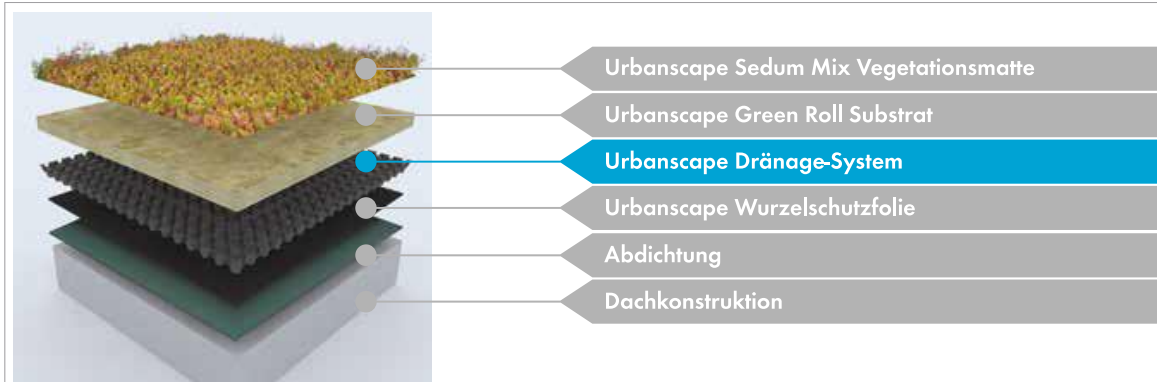 Urbanscape Sedum Mix Vegetationsmatte
Urbanscape Green Roll Substrat
Urbanscape Dränage-System
Urbanscape Wurzelschutzfolie
Abdichtung
Dachkonstruktion